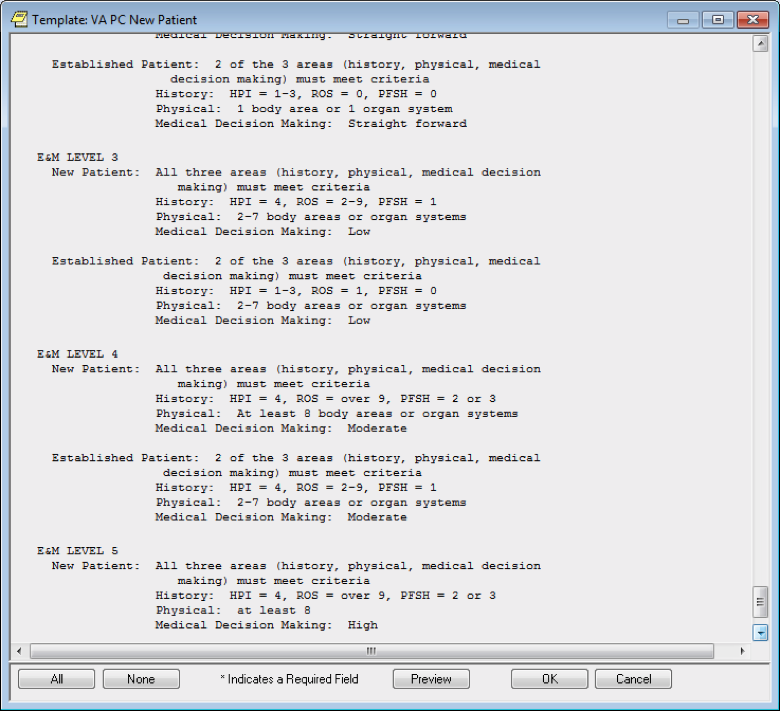 Template: VA PC New Patient
Medical Decision Making: Straight forward
Established Patient: 2 of the 3 areas (history, physical, medical
decision making) must meet criteria
History: HPI = 1-3, ROS = 0, PFSH = 0
Physical: 1 body area or 1 organ system
Medical Decision Making: Straight forward
E&M LEVEL 3
New Patient: All three areas (history, physical, medical decision
making) must meet criteria
History: HPI = 4, ROS = 2-9, PFSH = 1
Physical: 2-7 body areas or organ systems
Medical Decision Making: Low
Established Patient: 2 of the 3 areas (history, physical, medical
decision making) must meet criteria
History: HPI = 1-3, ROS = 1, PFSH = 0
Physical: 2-7 body areas or organ systems
Medical Decision Making: Low
E&M LEVEL 4
New Patient: All three areas (history, physical, medical decision
making) must meet criteria
History: HPI = 4, ROS = over 9, PFSH = 2 or 3
Physical: At least 8 body areas or organ systems
Medical Decision Making: Moderate
Established Patient: 2 of the 3 areas (history, physical, medical
decision making) must meet criteria
History: HPI = 4, ROS = 2-9, PFSH = 1
Physical: 2-7 body areas or organ systems
Medical Decision Making: Moderate
E&M LEVEL 5
New Patient: All three areas (history, physical, medical decision
making) must meet criteria
History: HPI = 4, ROS = over 9, PFSH = 2 or 3
Physical: at least 8
Medical Decision Making: High
All None * Indicates a Required Field Preview OK Cancel